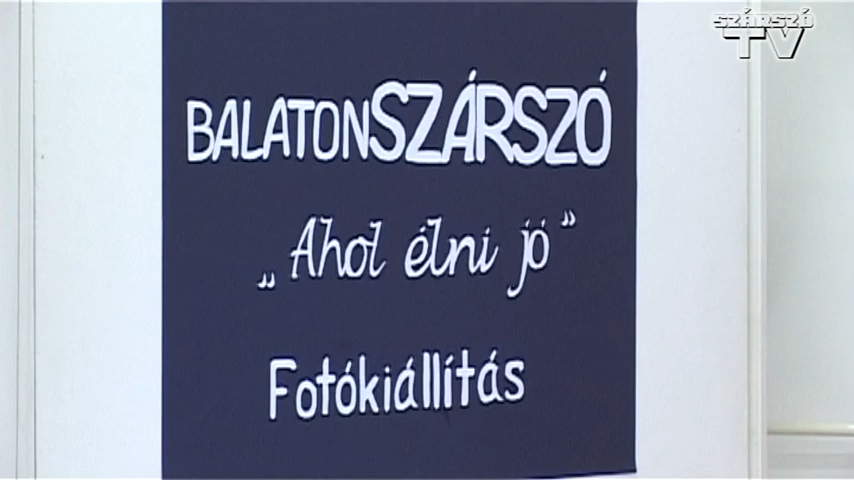 SZÁRSZÓ
TV
BALATONSZÁRSZÓ
„Ahol élni jó”
Fotókiállítás